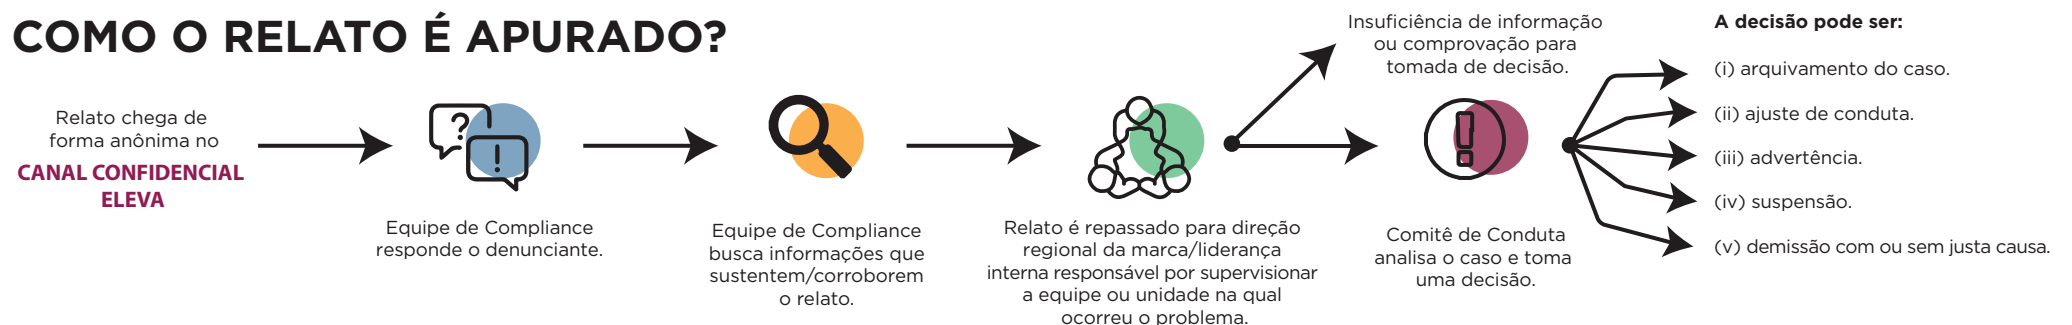 COMO O RELATO É APURADO?
Relato chega de
forma anônima no
CANAL CONFIDENCIAL
ELEVA
Equipe de Compliance
responde o denunciante.
Equipe de Compliance
busca informações que
sustentem/corroborem
o relato.
Relato é repassado para direção
regional da marca/liderança
interna responsável por supervisionar
a equipe ou unidade na qual
ocorreu o problema.
Insuficiência de informação
ou comprovação para
tomada de decisão.
Comitê de Conduta
analisa o caso e toma
uma decisão.
A decisão pode ser:
(i) arquivamento do caso.
(ii) ajuste de conduta.
(iii) advertência.
(iv) suspensão.
(v) demissão com ou sem justa causa.